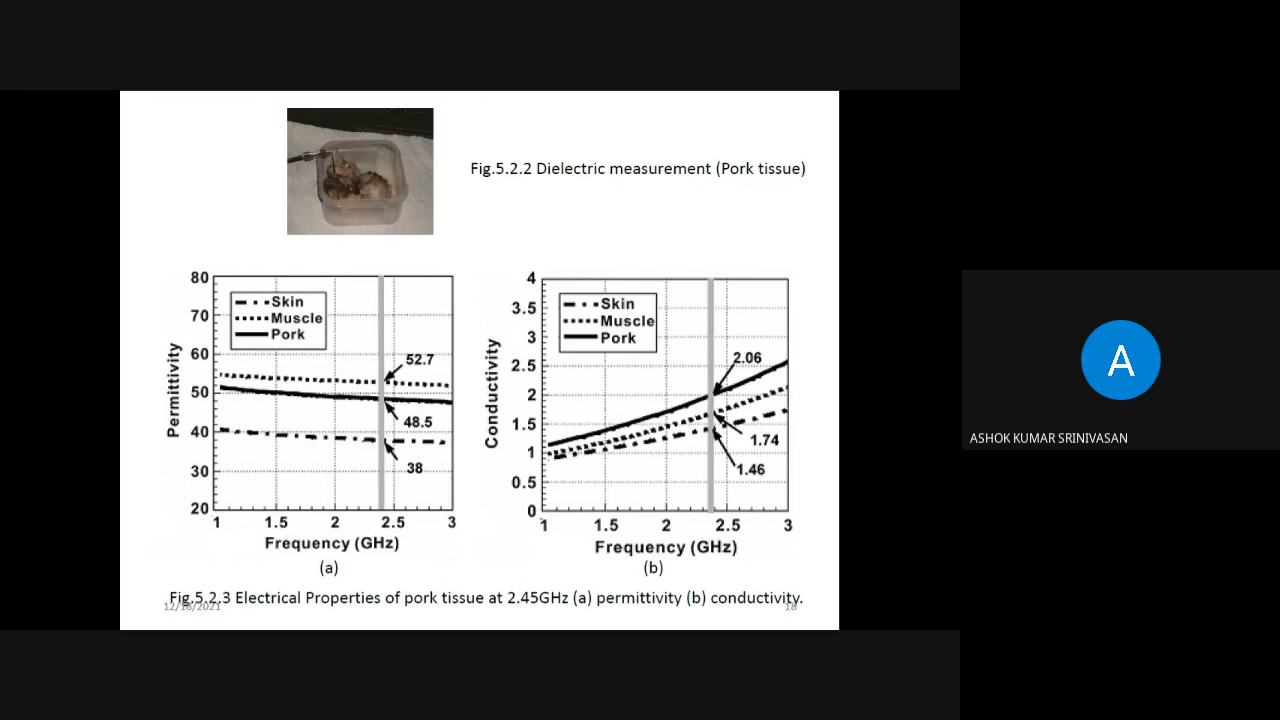 Fig.5.2.2 Dielectric measurement (Pork tissue)
80
70
60
50
40
30
20
Permittivity
Skin
Muscle
Pork
52.7
48.5
38
1 1.5 2 2.5 3
Frequency (GHz)
(a)
4
3.5
3
2.5
2
1.5
1
0.5
0
Conductivity
Skin
Muscle
Pork
2.06
1.74
1.46
1 1.5 2 2.5 3
Frequency (GHz)
(b)
Fig.5.2.3 Electrical Properties of pork tissue at 2.45GHz (a) permittivity (b) conductivity.
12/18/2021
18
A
ASHOK KUMAR SRINIVASAN